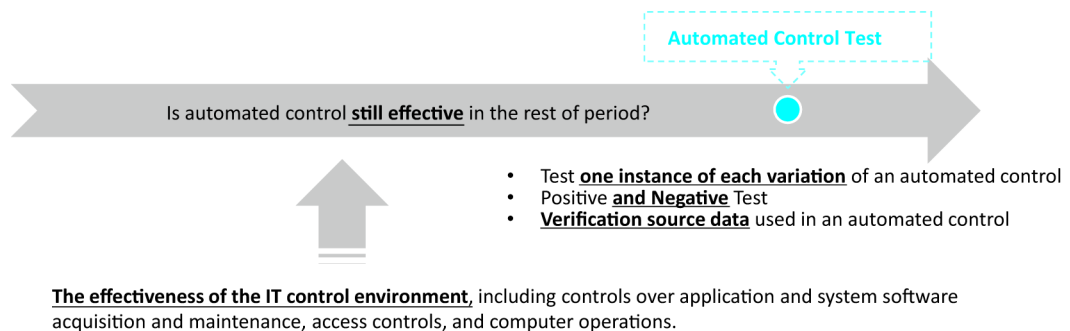 Automated Control Test
Is automated control still effective in the rest of period?
• Test one instance of each variation of an automated control
• Positive and Negative Test
• Verification source data used in an automated control
The effectiveness of the IT control environment, including controls over application and system software
acquisition and maintenance, access controls, and computer operations.